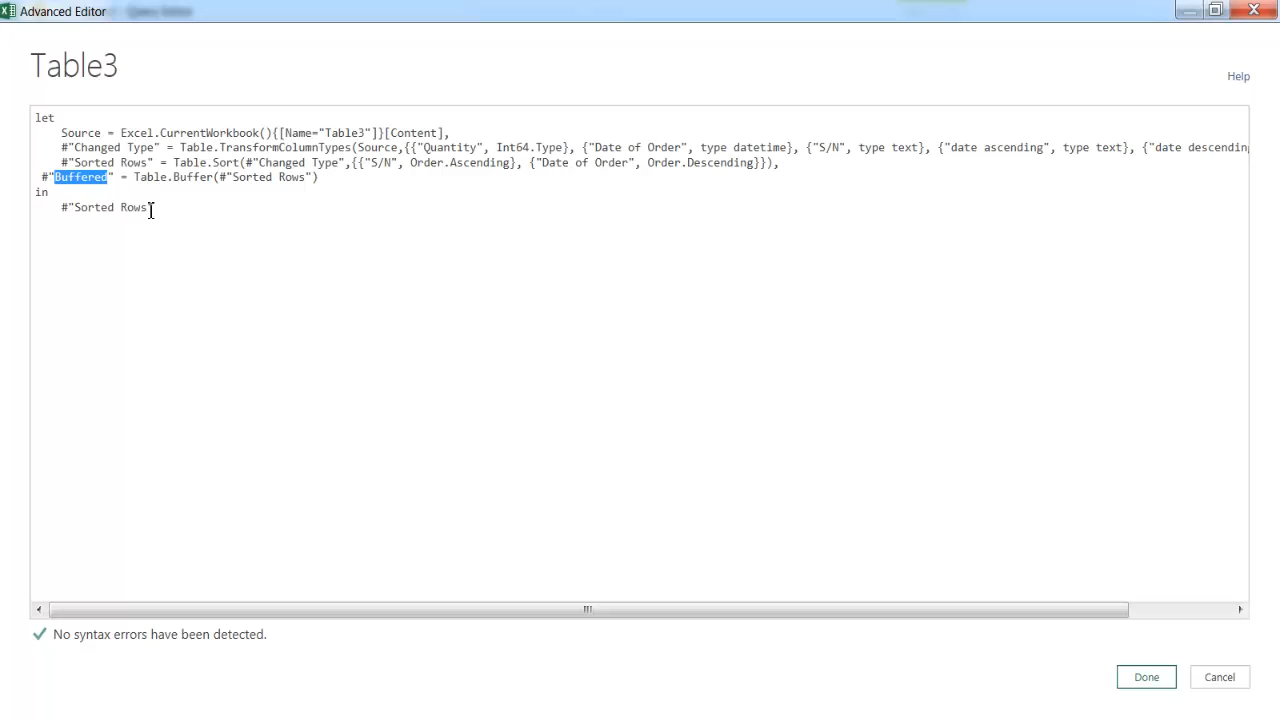 Advanced Editor
Table3
Help
let
Source = Excel.CurrentWorkbook(){[Name="Table3"]}[Content],
#"Changed Type" = Table.TransformColumnTypes(Source,{{"Quantity", Int64.Type}, {"Date of Order", type datetime}, {"S/N", type text}, {"date ascending", type text}, {"date descending
#"Sorted Rows" = Table.Sort(#"Changed Type",{{"S/N", Order.Ascending}, {"Date of Order", Order.Descending}}),
#"Buffered" = Table.Buffer(#"Sorted Rows")
in
#"Sorted Rows"
No syntax errors have been detected.
Done Cancel